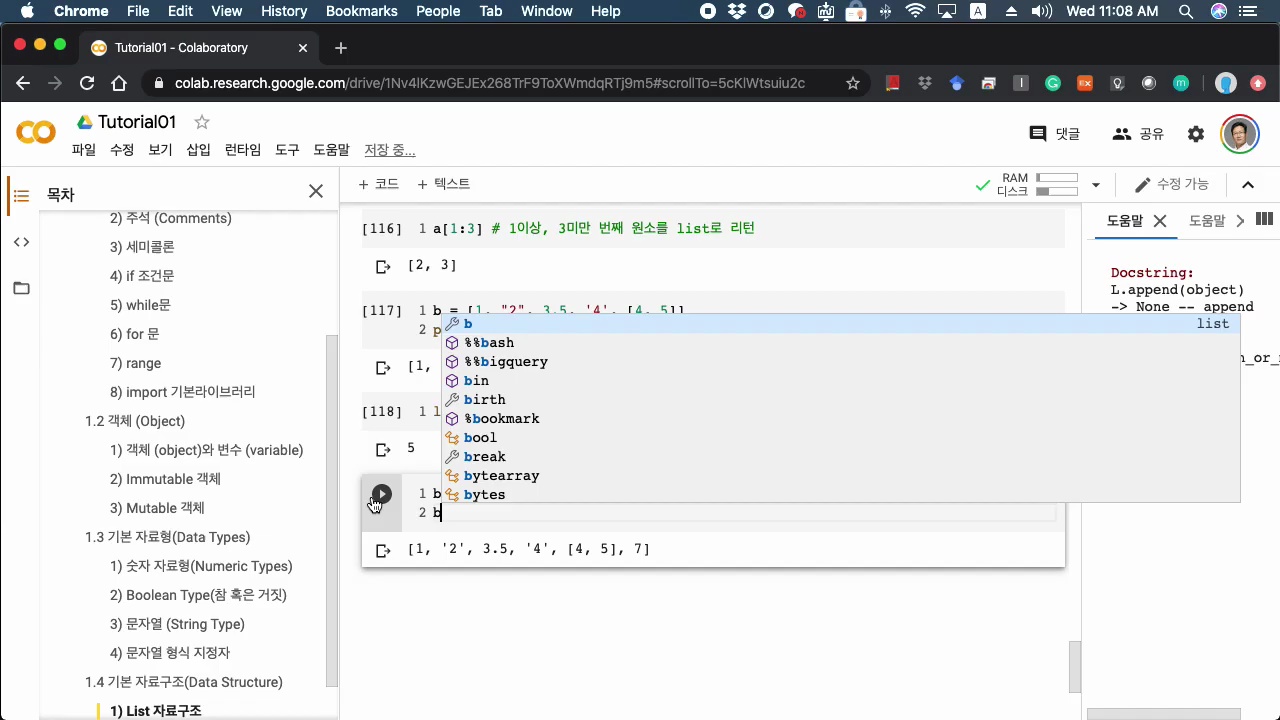 Chrome File Edit View History Bookmarks People Tab Window Help Wed 11:08 AM
Tutorial01 - Colaboratory
colab.research.google.com/drive/1Nv4lKzwGEJEx268TrF9ToXWmdqRTj9m5#scrollTo=5cKlWtsuiu2c
Tutorial01
파일 수정 보기 삽입 런타임 도구 도움말 저장 중...
댓글 공유
목차
+ 코드 + 텍스트
RAM
디스크
수정 가능
2) 주석 (Comments)
3) 세미콜론
4) if 조건문
5) while문
6) for 문
7) range
8) import 기본라이브러리
1.2 객체 (Object)
1) 객체 (object)와 변수 (variable)
2) Immutable 객체
3) Mutable 객체
1.3 기본 자료형(Data Types)
1) 숫자 자료형(Numeric Types)
2) Boolean Type(참 혹은 거짓)
3) 문자열 (String Type)
4) 문자열 형식 지정자
1.4 기본 자료구조(Data Structure)
1) List 자료구조
[116] 1 a[1:3] # 1이상, 3미만 번째 원소를 list로 리턴
[2, 3]
[117] 1 b = [1, "2", 3.5, '4', [4, 5]]
2 p
[1,
[118] 1 l
5
1 b
2 b
[1, '2', 3.5, '4', [4, 5], 7]
b list
%%bash
%%bigquery
bin
birth
%bookmark
bool
break
bytearray
bytes
도움말 도움말
Docstring:
L.append(object)
-> None -- append